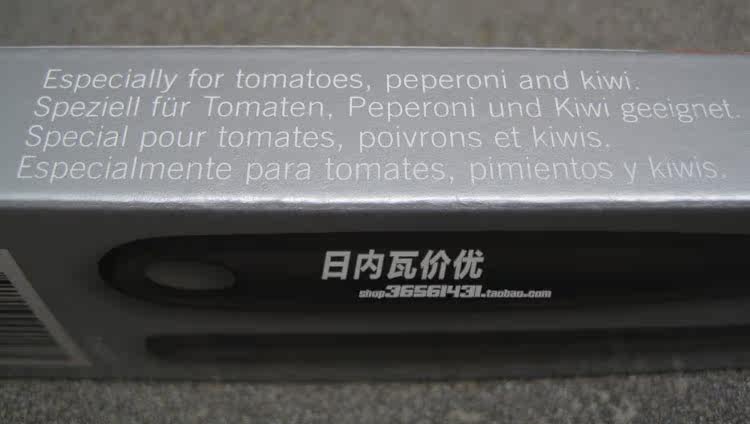 Especially for tomatoes, peperoni and kiwi.
Speziell für Tomaten, Peperoni und Kiwi geeignet.
Special pour tomates, poivrons et kiwis.
Especialmente para tomates, pimientos y kiwis.
日内瓦价优
shop36561431.taobao.com